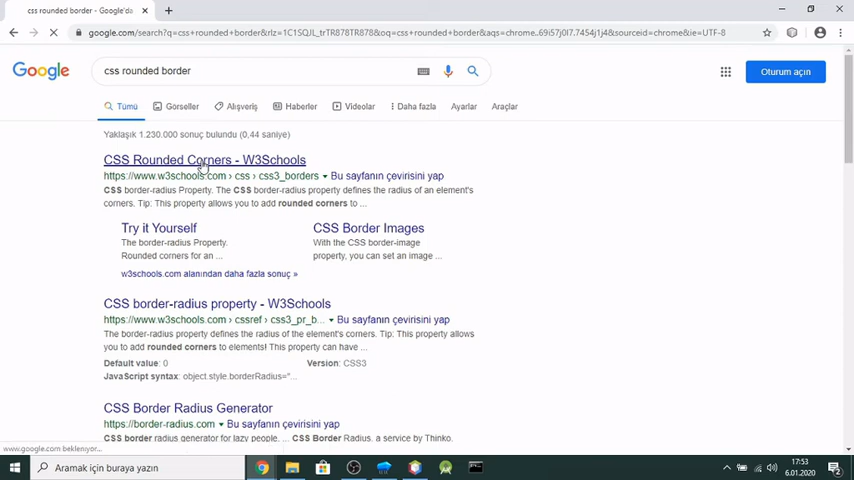 css rounded border - Google'da
google.com/search?q=css+rounded+border&rlz=1C1SQJL_trTR878TR878&oq=css+rounded+border&aqs=chrome..69i57j0l7.7454j1j4&sourceid=chrome&ie=UTF-8
Google
css rounded border
Oturum açın
Tümü Görseller Alışveriş Haberler Videolar Daha fazla Ayarlar Araçlar
Yaklaşık 1.230.000 sonuç bulundu (0,44 saniye)
CSS Rounded Corners - W3Schools
https://www.w3schools.com › css › css3_borders ▾ Bu sayfanın çevirisini yap
CSS border-radius Property. The CSS border-radius property defines the radius of an element's
corners. Tip: This property allows you to add rounded corners to ...
Try it Yourself
The border-radius Property.
Rounded corners for an ...
CSS Border Images
With the CSS border-image
property, you can set an image ...
w3schools.com alanından daha fazla sonuç »
CSS border-radius property - W3Schools
https://www.w3schools.com › cssref › css3_pr_b... ▾ Bu sayfanın çevirisini yap
The border-radius property defines the radius of the element's corners. Tip: This property allows
you to add rounded corners to elements! This property can have ...
Default value: 0 Version: CSS3
JavaScript syntax: object.style.borderRadius="...
CSS Border Radius Generator
https://border-radius.com ▾ Bu sayfanın çevirisini yap
CSS border radius generator for lazy people. ... CSS Border Radius. a service by Thinko.
www.google.com bekleniyor...
Aramak için buraya yazın
17:53
6.01.2020
2